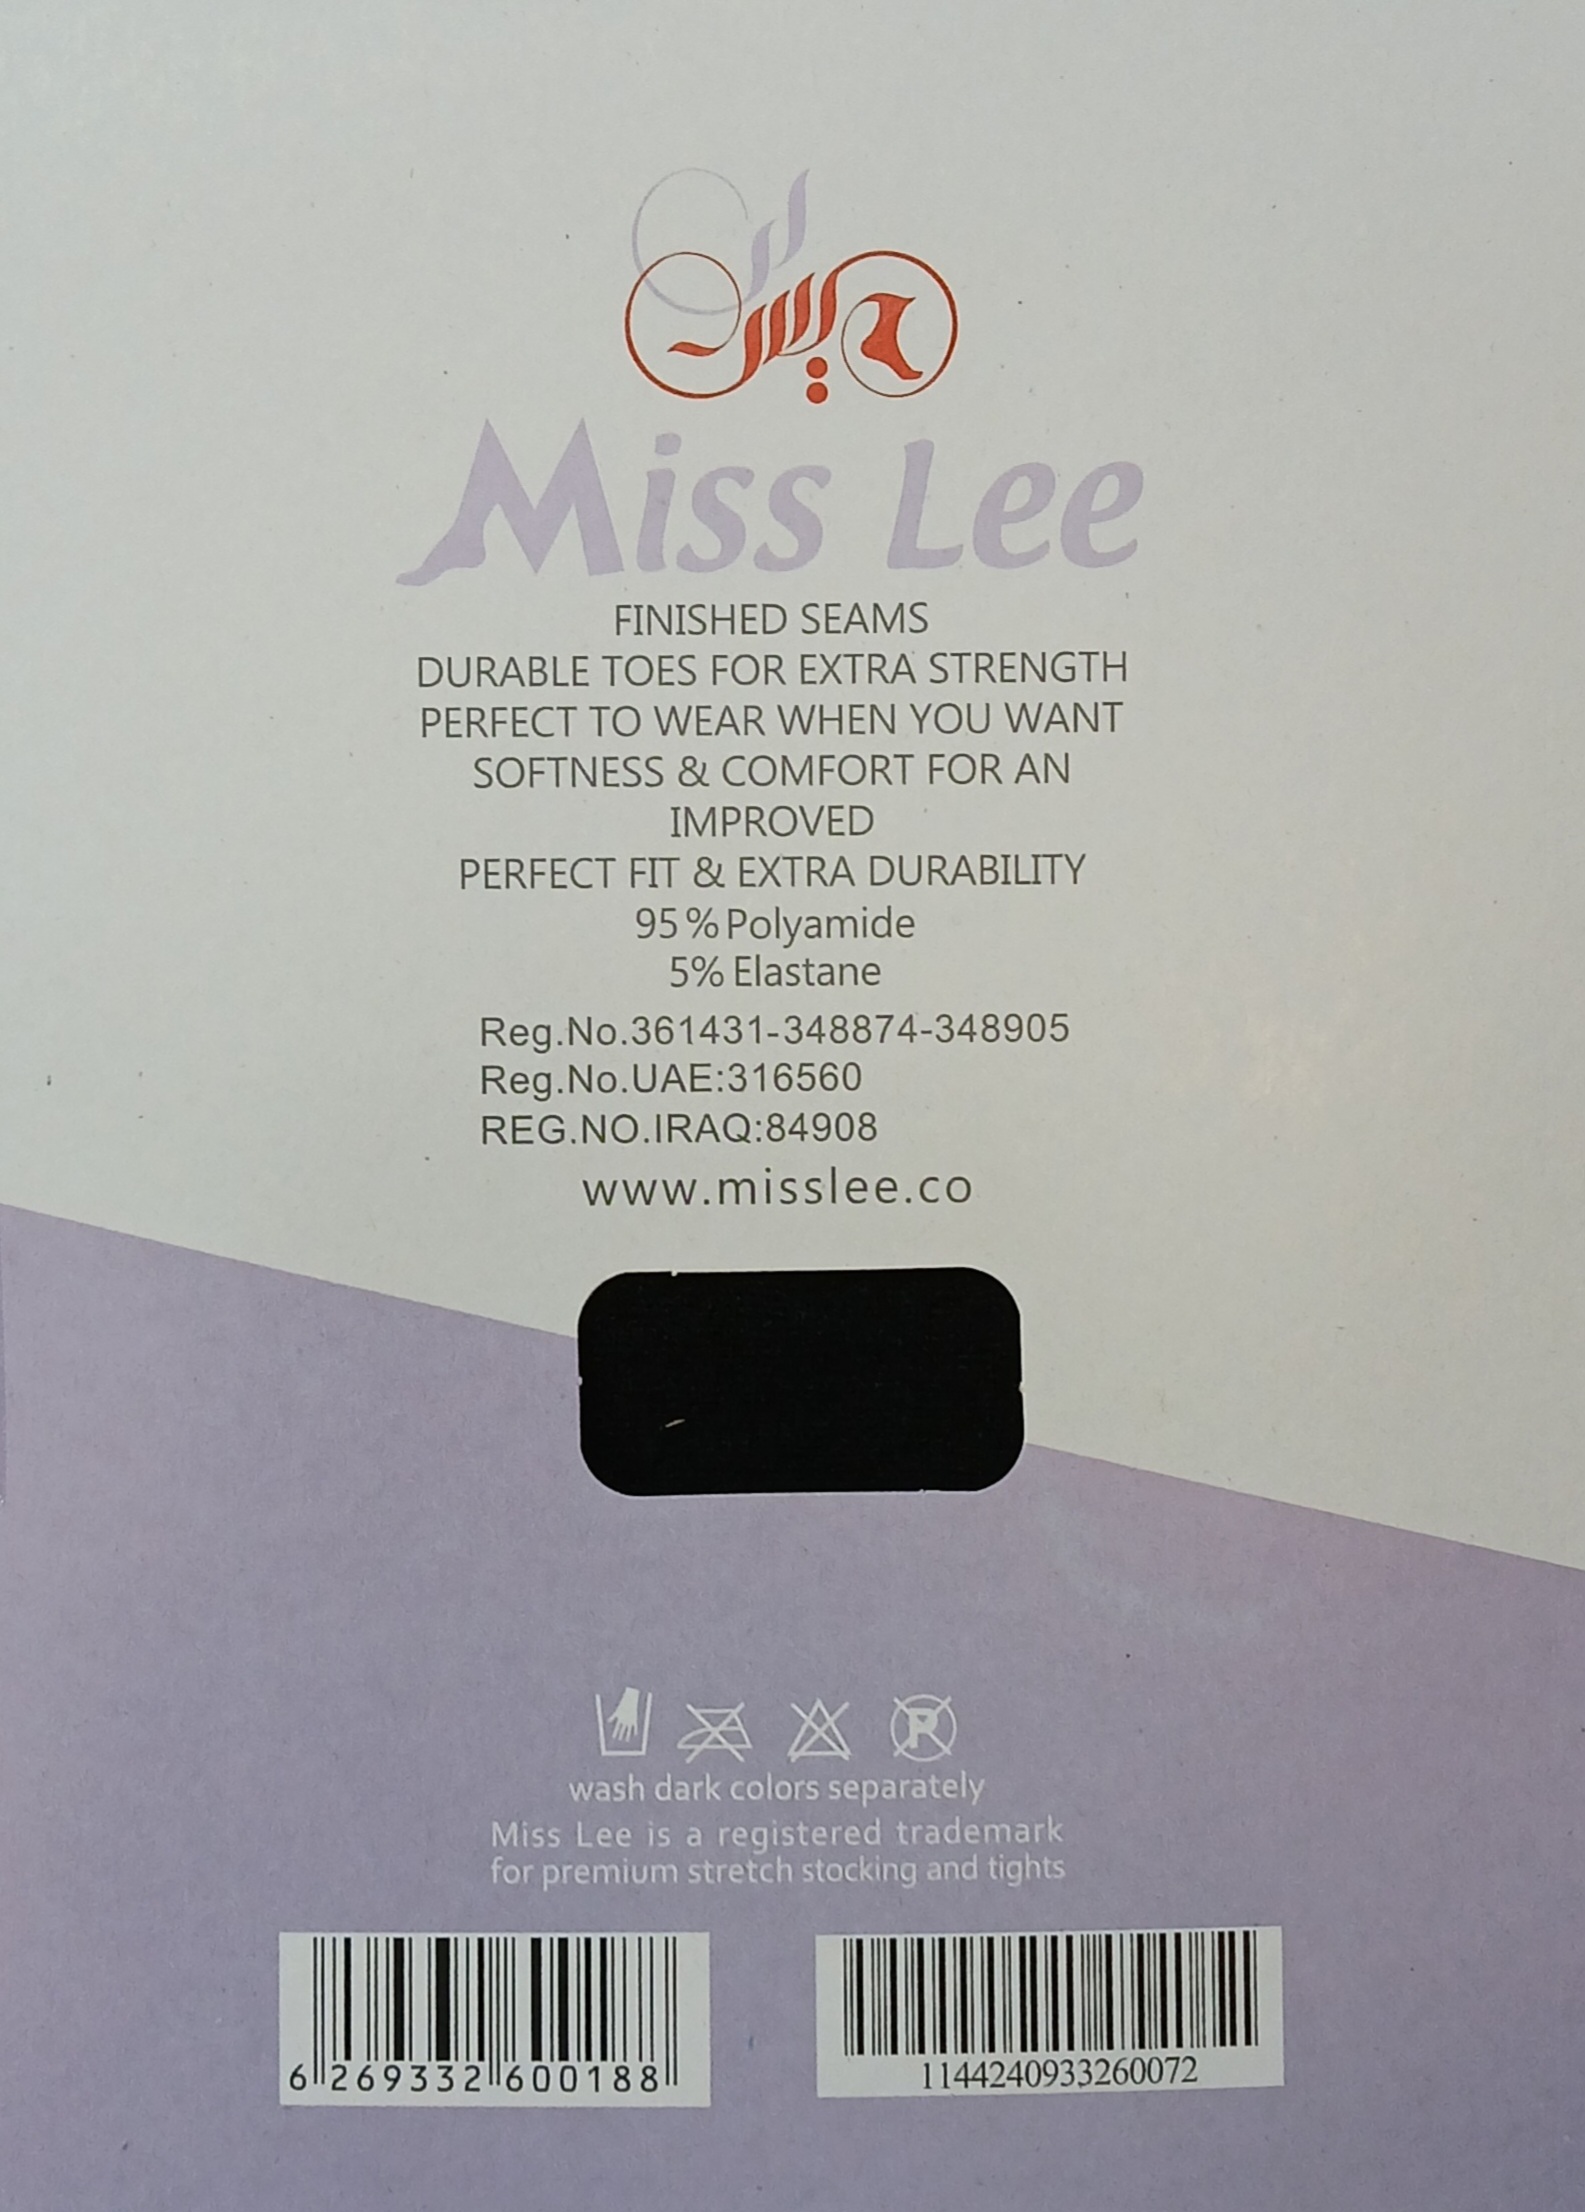 میس لی
Miss Lee
FINISHED SEAMS
DURABLE TOES FOR EXTRA STRENGTH
PERFECT TO WEAR WHEN YOU WANT
SOFTNESS & COMFORT FOR AN
IMPROVED
PERFECT FIT & EXTRA DURABILITY
95%Polyamide
5% Elastane
Reg.No.361431-348874-348905
Reg.No.UAE:316560
REG.NO.IRAQ:84908
www.misslee.co
P
wash dark colors separately
Miss Lee is a registered trademark
for premium stretch stocking and tights
6 269332 600188
1144240933260072